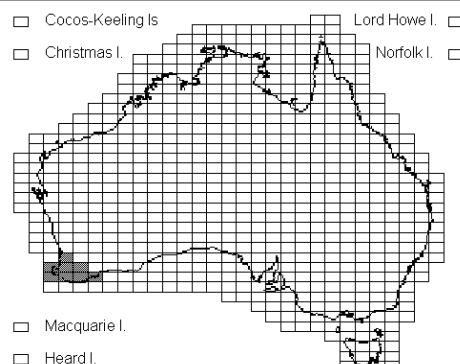 Cocos-Keeling Is
Lord Howe I.
Christmas I.
Norfolk I.
Macquarie I.
Heard I.